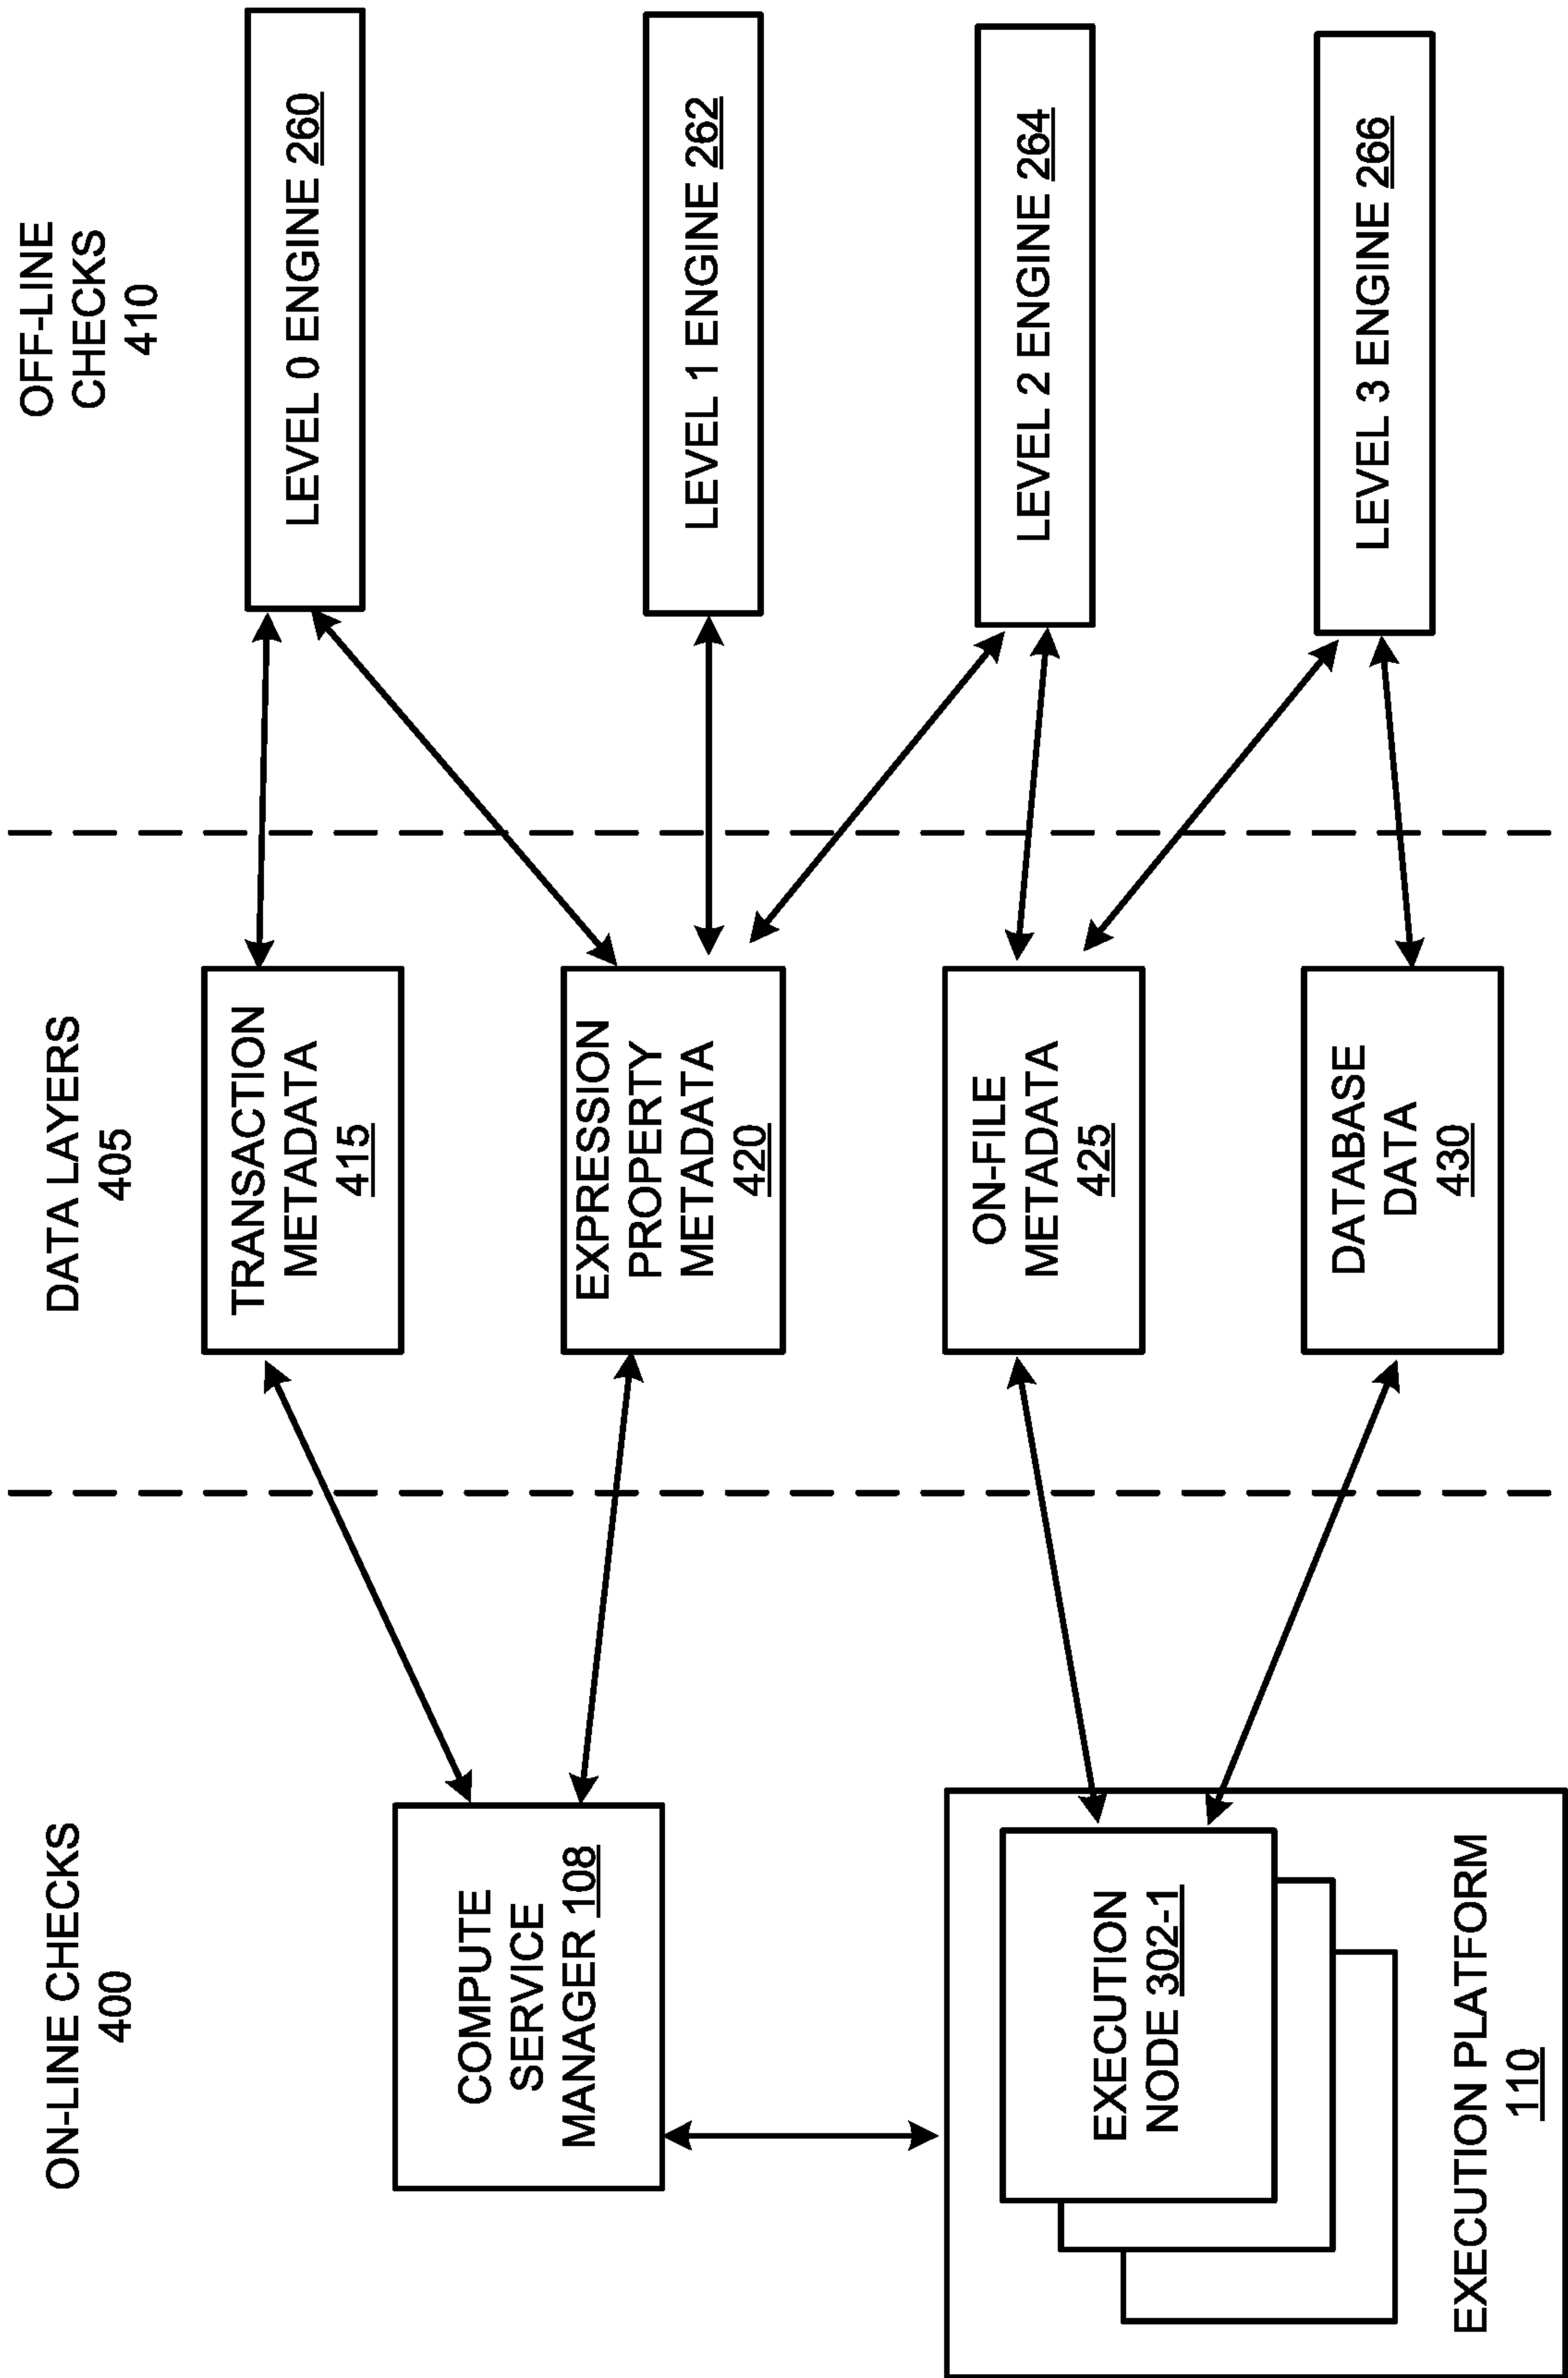 ON-LINE CHECKS
400
DATA LAYERS
405
OFF-LINE
CHECKS
410
COMPUTE
SERVICE
MANAGER 108
EXECUTION
NODE 302-1
EXECUTION PLATFORM
110
TRANSACTION
METADATA
415
EXPRESSION
PROPERTY
METADATA
420
ON-FILE
METADATA
425
DATABASE
DATA
430
LEVEL 0 ENGINE 260
LEVEL 1 ENGINE 262
LEVEL 2 ENGINE 264
LEVEL 3 ENGINE 266